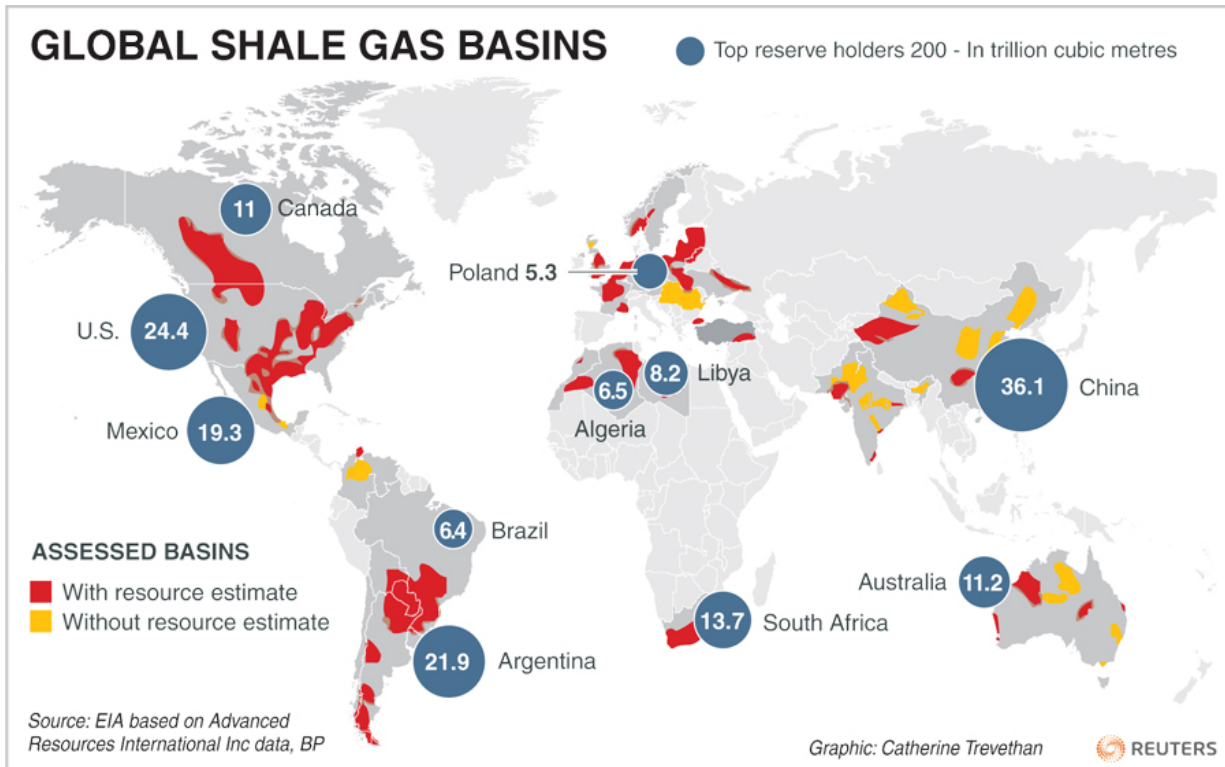 GLOBAL SHALE GAS BASINS
Top reserve holders 200 - In trillion cubic metres
11 Canada
Poland 5.3
U.S. 24.4
8.2 Libya
6.5
Algeria
36.1 China
Mexico 19.3
6.4 Brazil
ASSESSED BASINS
With resource estimate
Without resource estimate
Australia 11.2
13.7 South Africa
21.9 Argentina
Source: EIA based on Advanced
Resources International Inc data, BP
Graphic: Catherine Trevethan
REUTERS